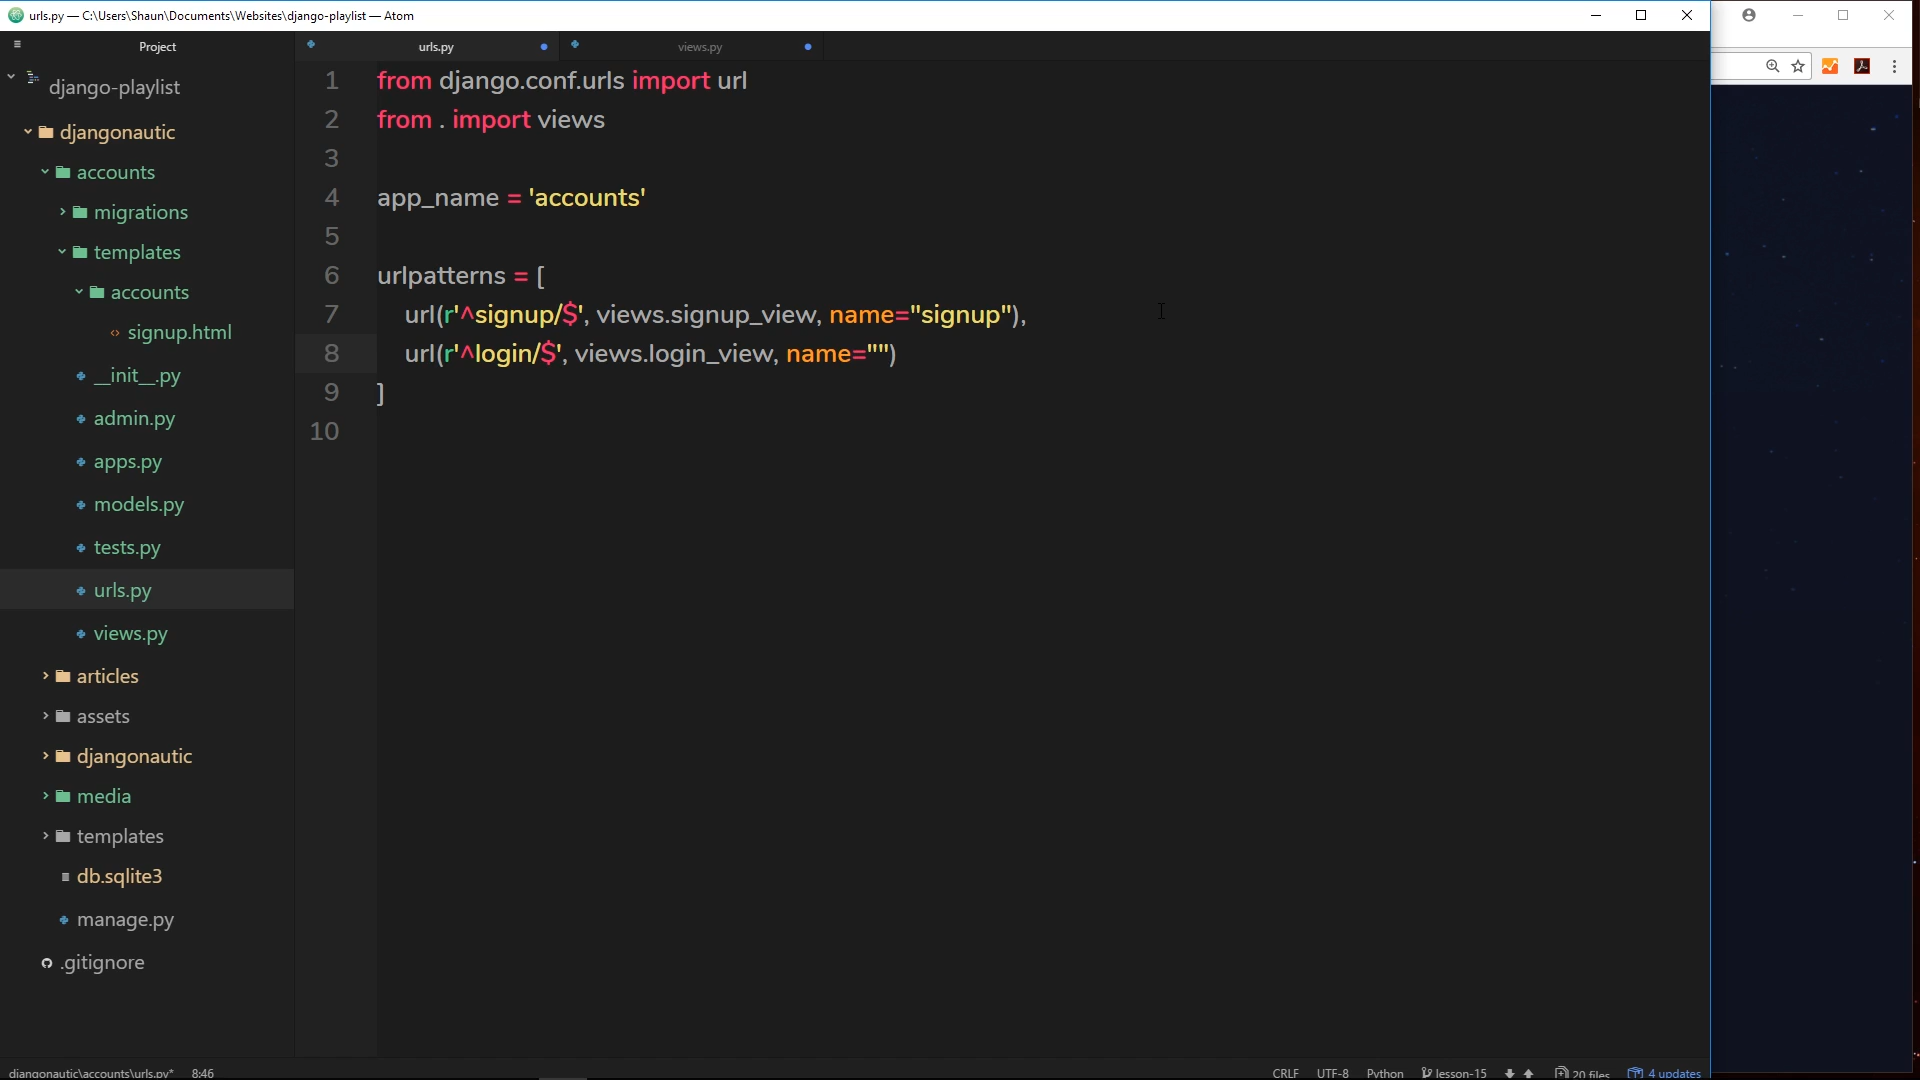 urls.py — C:\Users\Shaun\Documents\Websites\django-playlist — Atom
Project
urls.py
views.py
django-playlist
djangonautic
accounts
migrations
templates
accounts
signup.html
__init__.py
admin.py
apps.py
models.py
tests.py
urls.py
views.py
articles
assets
djangonautic
media
templates
db.sqlite3
manage.py
.gitignore
1 from django.conf.urls import url
2 from . import views
3
4 app_name = 'accounts'
5
6 urlpatterns = [
7 url(r'^signup/$', views.signup_view, name="signup"),
8 url(r'^login/$', views.login_view, name="")
9 ]
10
djangonautic\accounts\urls.py* 8:46 CRLF UTF-8 Python lesson-15 20 files 4 updates